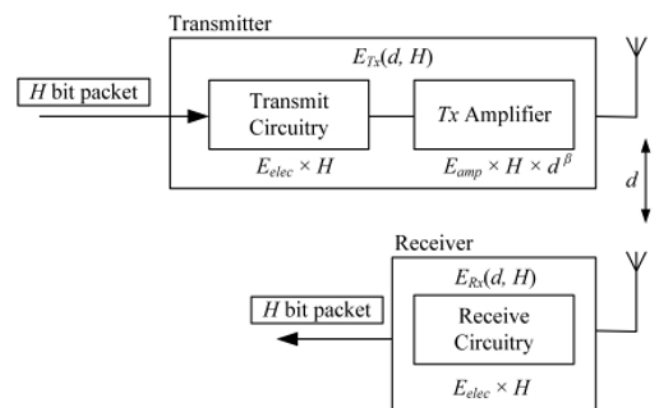 Transmitter
E_Tx(d, H)
H bit packet
Transmit
Circuitry
Tx Amplifier
E_elec × H
E_amp × H × d^β
d
Receiver
E_Rx(d, H)
H bit packet
Receive
Circuitry
E_elec × H